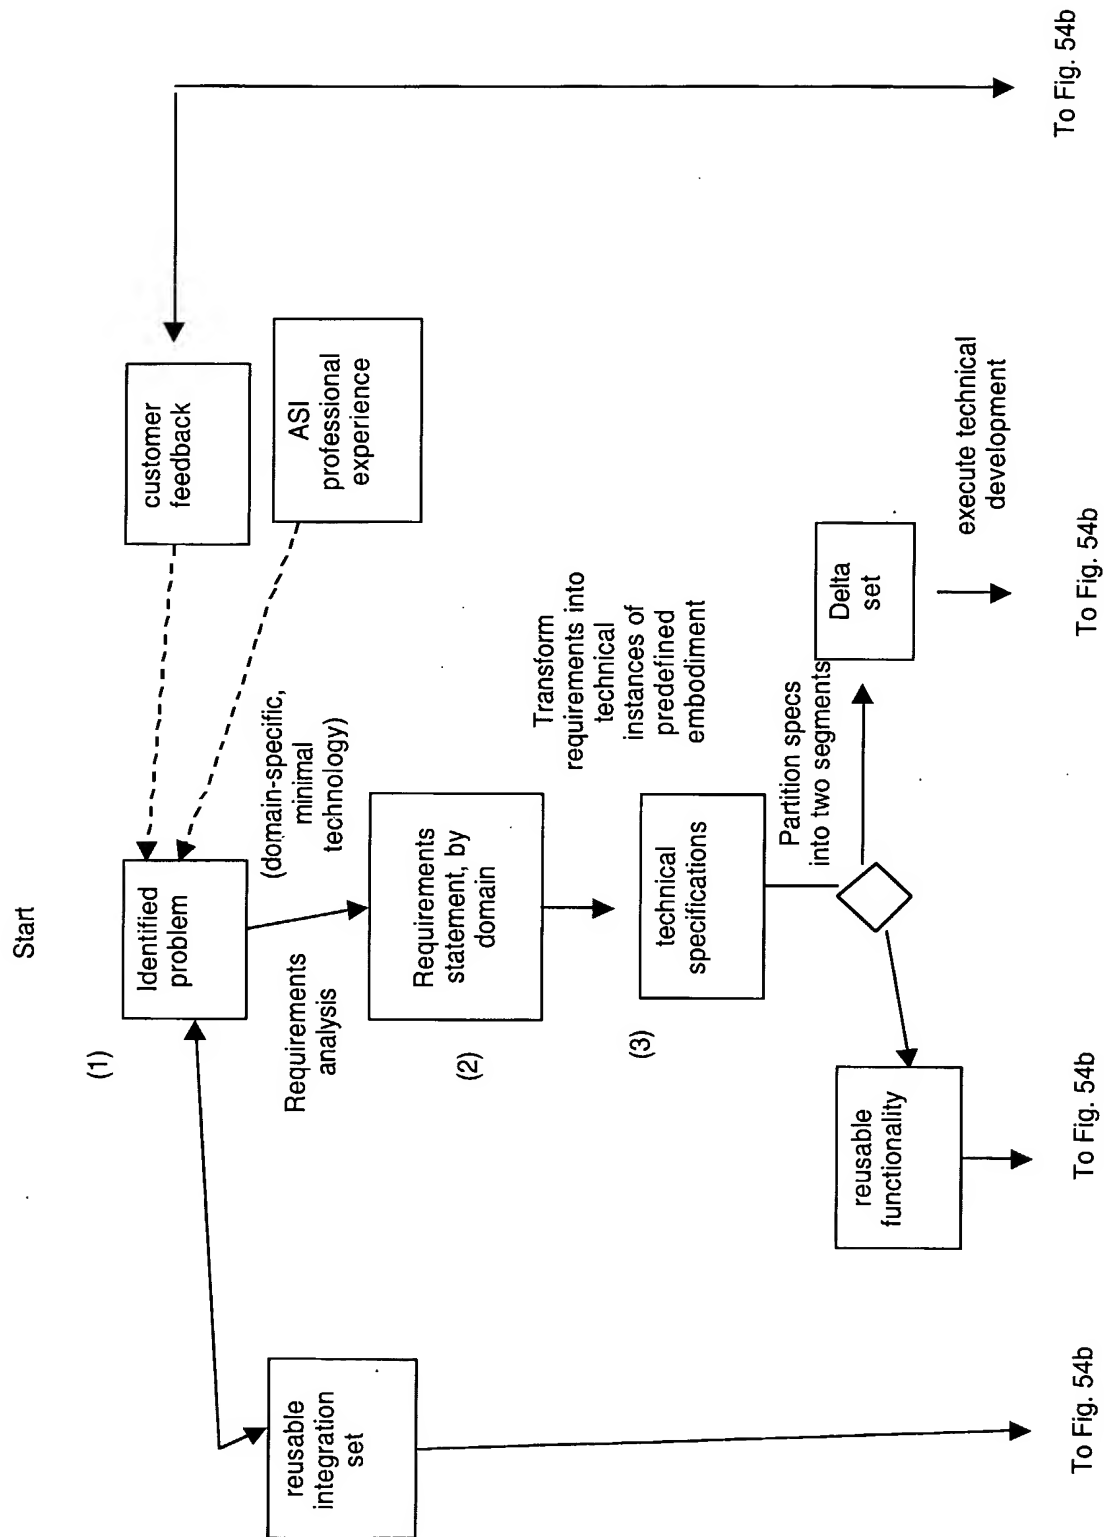 Start
(1)
Identified
problem
customer
feedback
ASI
professional
experience
Requirements
analysis
(domain-specific,
minimal
technology)
reusable
integration
set
(2)
Requirements
statement, by
domain
Transform
requirements into
technical
instances of
predefined
embodiment
(3)
technical
specifications
Partition specs
into two segments
reusable
functionality
Delta
set
execute technical
development
To Fig. 54b
To Fig. 54b
To Fig. 54b
To Fig. 54b